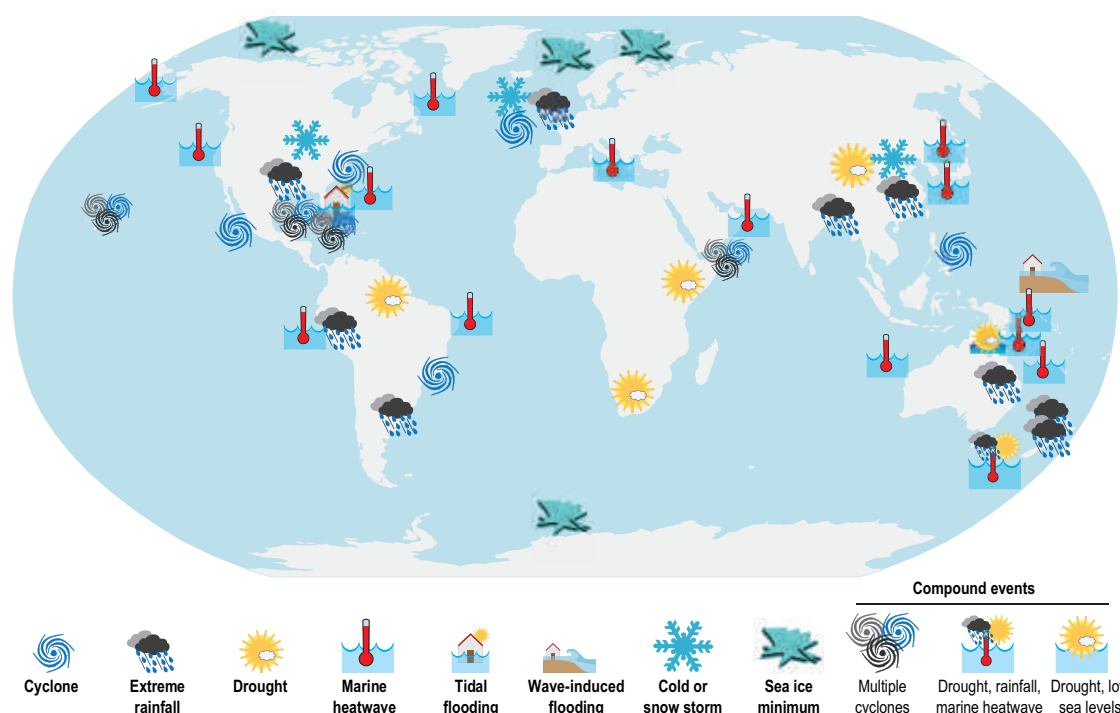 Compound events
Cyclone
Extreme
rainfall
Drought
Marine
heatwave
Tidal
flooding
Wave-induced
flooding
Cold or
snow storm
Sea ice
minimum
Multiple
cyclones
Drought, rainfall,
marine heatwave
Drought, lo
sea levels